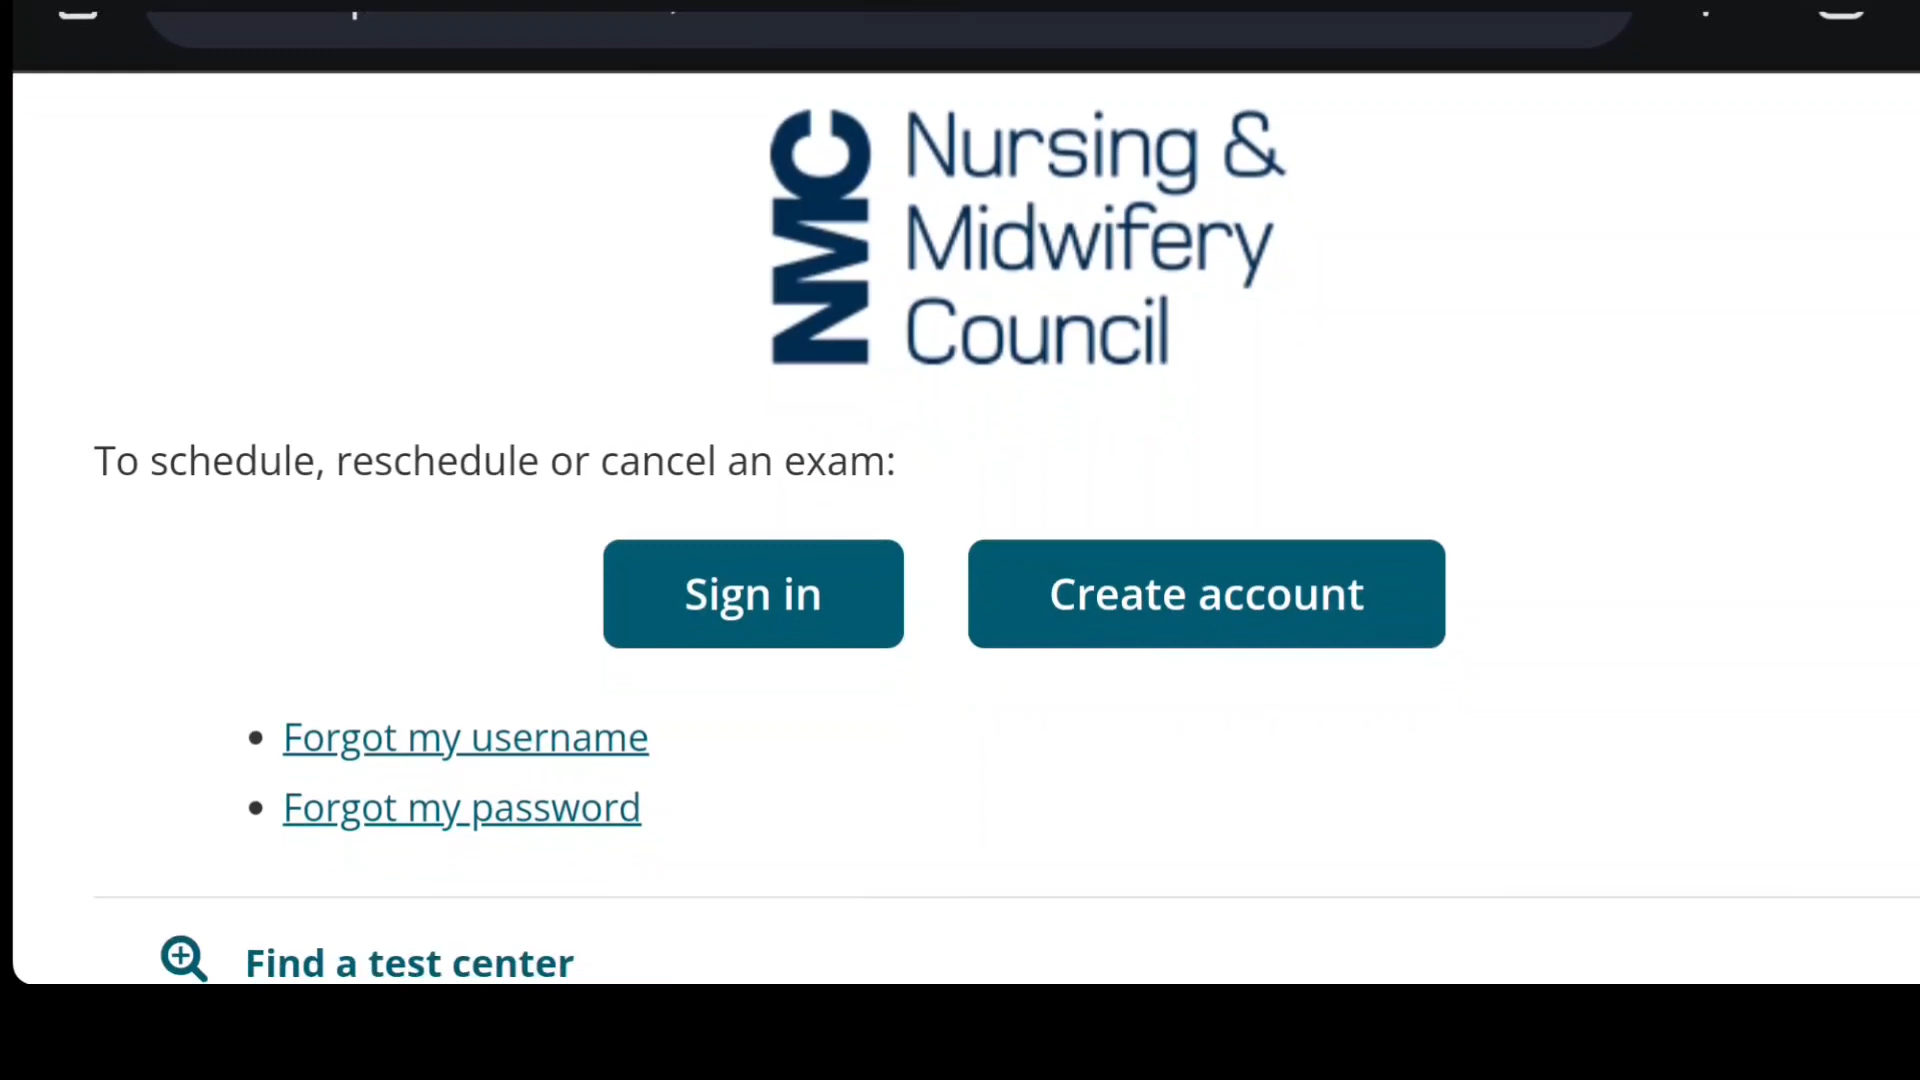 NMC
Nursing &
Midwifery
Council
To schedule, reschedule or cancel an exam:
Sign in
Create account
Forgot my username
Forgot my password
Find a test center